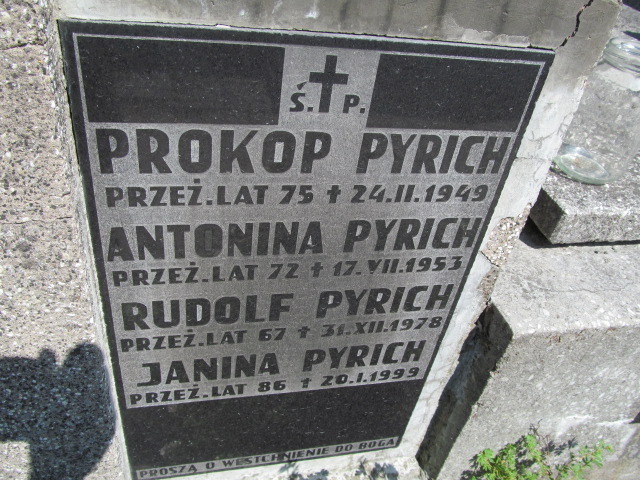 Ś. P.
PROKOP PYRICH
PRZEŻ. LAT 75 ✝ 24.II.1949
ANTONINA PYRICH
PRZEŻ. LAT 72 ✝ 17.VII.1953
RUDOLF PYRICH
PRZEŻ. LAT 67 ✝ 31.XII.1978
JANINA PYRICH
PRZEŻ. LAT 86 ✝ 20.I.1999
PROSZĄ O WESTCHNIENIE DO BOGA